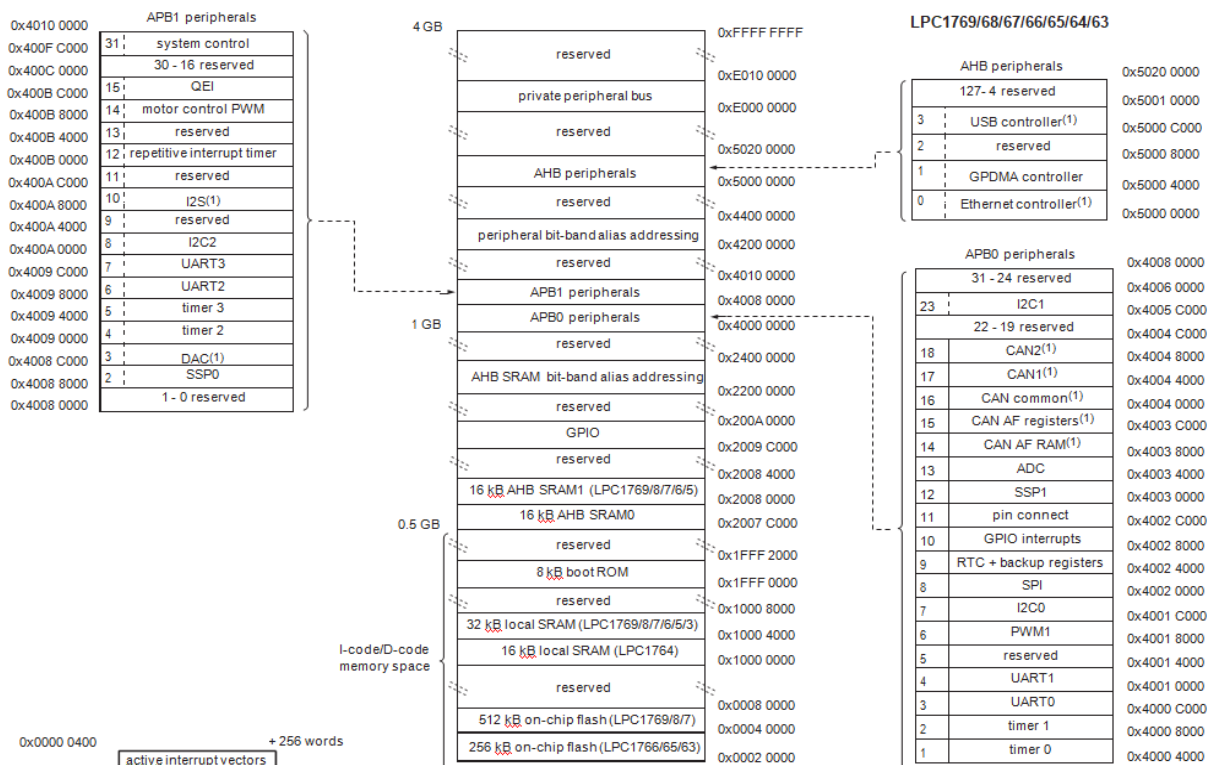 LPC1769/68/67/66/65/64/63
APB1 peripherals
0x4010 0000
31 system control
0x400F C000
30 - 16 reserved
0x400C 0000
15 QEI
0x400B C000
14 motor control PWM
0x400B 8000
13 reserved
0x400B 4000
12 repetitive interrupt timer
0x400B 0000
11 reserved
0x400A C000
10 I2S(1)
0x400A 8000
9 reserved
0x400A 4000
8 I2C2
0x400A 0000
7 UART3
0x4009 C000
6 UART2
0x4009 8000
5 timer 3
0x4009 4000
4 timer 2
0x4009 0000
3 DAC(1)
0x4008 C000
2 SSP0
0x4008 8000
1 - 0 reserved
0x4008 0000
0x0000 0400
+ 256 words
active interrupt vectors
4 GB
0xFFFF FFFF
reserved
0xE010 0000
private peripheral bus
0xE000 0000
reserved
0x5020 0000
AHB peripherals
0x5000 0000
reserved
0x4400 0000
peripheral bit-band alias addressing
0x4200 0000
reserved
0x4010 0000
APB1 peripherals
0x4008 0000
APB0 peripherals
1 GB
0x4000 0000
reserved
0x2400 0000
AHB SRAM bit-band alias addressing
0x2200 0000
reserved
0x200A 0000
GPIO
0x2009 C000
reserved
0x2008 4000
16 kB AHB SRAM1 (LPC1769/8/7/6/5)
0x2008 0000
16 kB AHB SRAM0
0x2007 C000
0.5 GB
reserved
0x1FFF 2000
8 kB boot ROM
0x1FFF 0000
reserved
0x1000 8000
32 kB local SRAM (LPC1769/8/7/6/5/3)
0x1000 4000
16 kB local SRAM (LPC1764)
0x1000 0000
I-code/D-code
memory space
reserved
0x0008 0000
512 kB on-chip flash (LPC1769/8/7)
0x0004 0000
256 kB on-chip flash (LPC1766/65/63)
0x0002 0000
AHB peripherals
0x5020 0000
127- 4 reserved
0x5001 0000
3 USB controller(1)
0x5000 C000
2 reserved
0x5000 8000
1 GPDMA controller
0x5000 4000
0 Ethernet controller(1)
0x5000 0000
APB0 peripherals
0x4008 0000
31 - 24 reserved
0x4006 0000
23 I2C1
0x4005 C000
22 - 19 reserved
0x4004 C000
18 CAN2(1)
0x4004 8000
17 CAN1(1)
0x4004 4000
16 CAN common(1)
0x4004 0000
15 CAN AF registers(1)
0x4003 C000
14 CAN AF RAM(1)
0x4003 8000
13 ADC
0x4003 4000
12 SSP1
0x4003 0000
11 pin connect
0x4002 C000
10 GPIO interrupts
0x4002 8000
9 RTC + backup registers
0x4002 4000
8 SPI
0x4002 0000
7 I2C0
0x4001 C000
6 PWM1
0x4001 8000
5 reserved
0x4001 4000
4 UART1
0x4001 0000
3 UART0
0x4000 C000
2 timer 1
0x4000 8000
1 timer 0
0x4000 4000